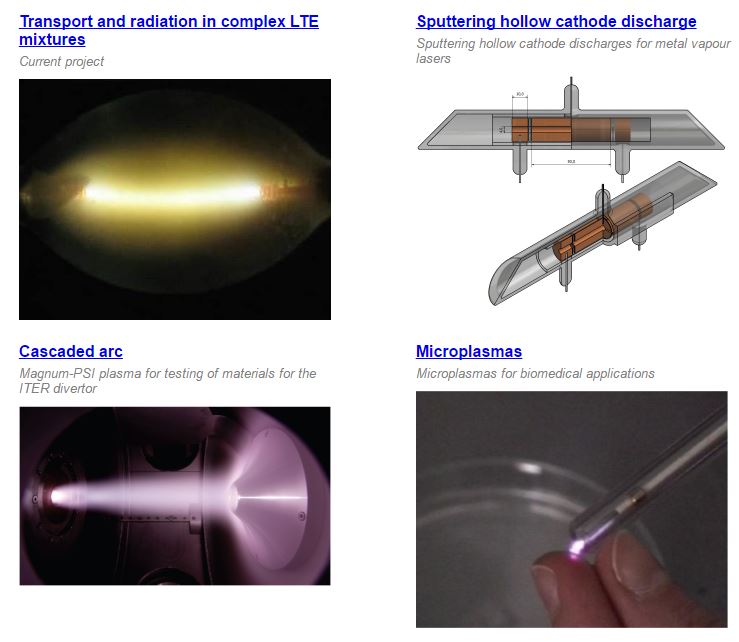 Transport and radiation in complex LTE
mixtures
Current project
Sputtering hollow cathode discharge
Sputtering hollow cathode discharges for metal vapour
lasers
Cascaded arc
Magnum-PSI plasma for testing of materials for the
ITER divertor
Microplasmas
Microplasmas for biomedical applications